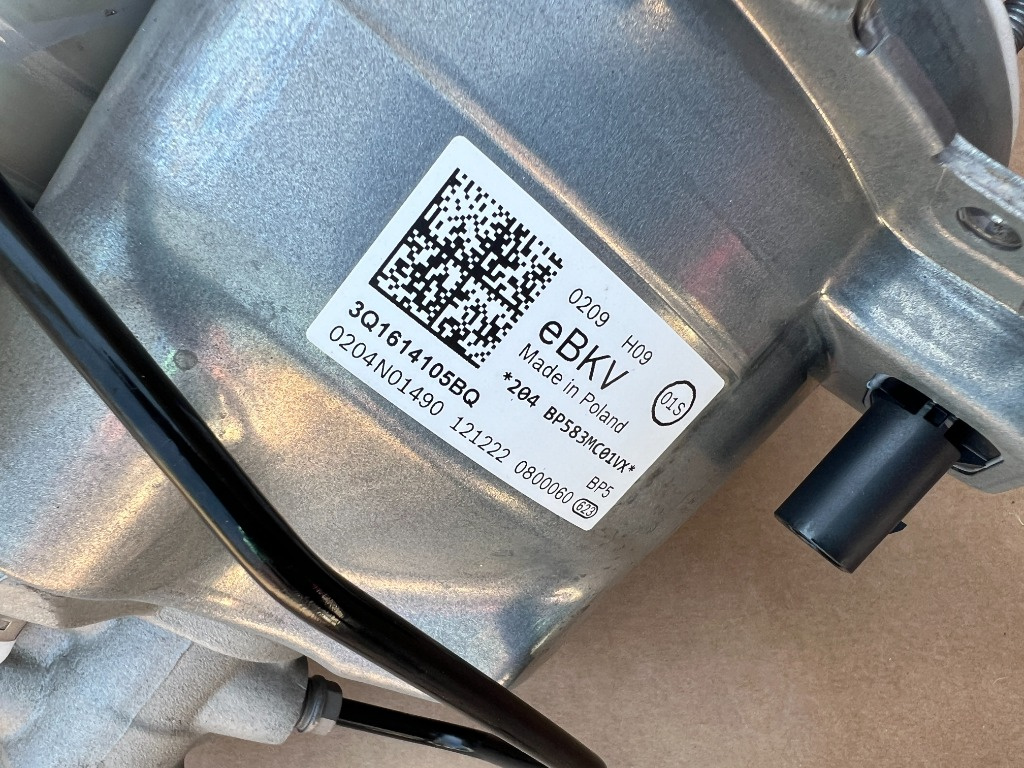 0209 H09
eBKV
Made in Poland
01S
*204 BP583MC01VX*
BP5
3Q1614105BQ
0204N01490 121222 0800060 623